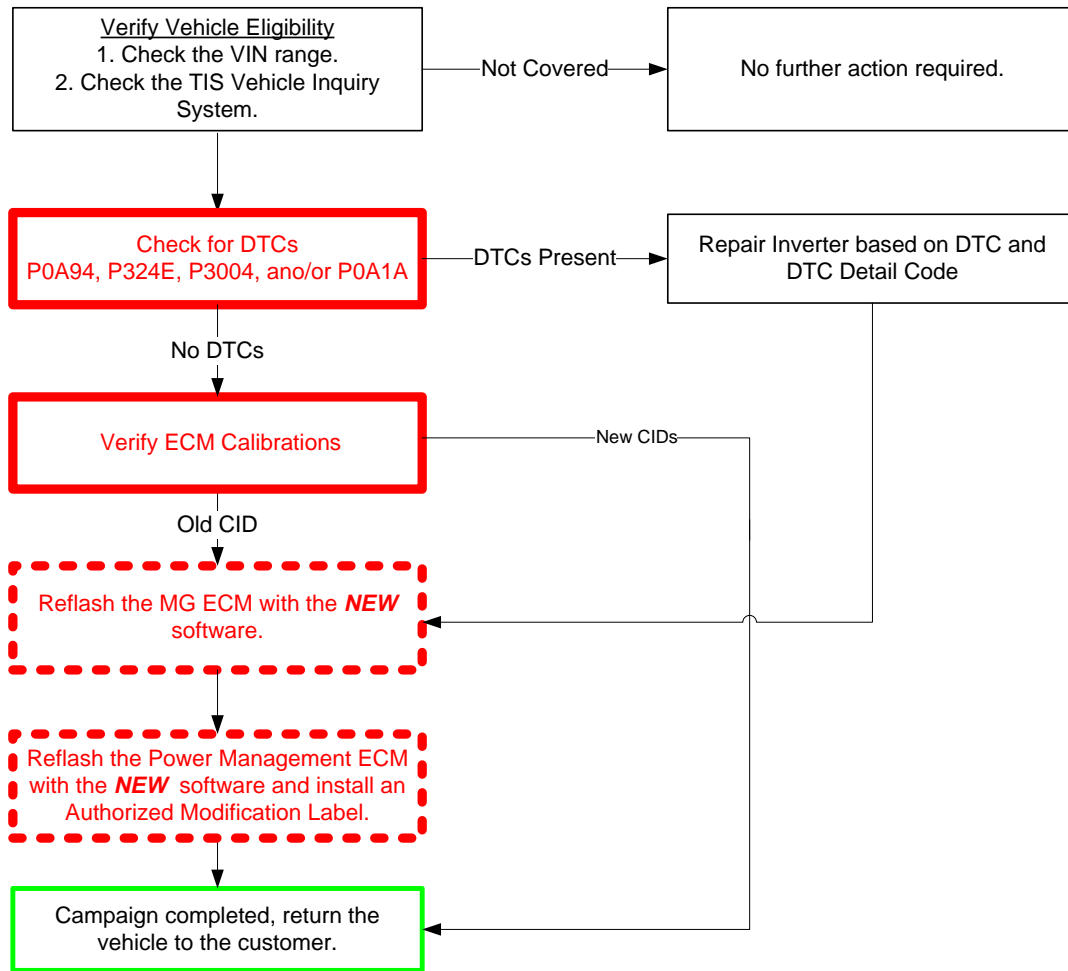 Verify Vehicle Eligibility
1. Check the VIN range.
2. Check the TIS Vehicle Inquiry
System.
Not Covered
No further action required.
Check for DTCs
P0A94, P324E, P3004, ano/or P0A1A
DTCs Present
Repair Inverter based on DTC and
DTC Detail Code
No DTCs
Verify ECM Calibrations
New CIDs
Old CID
Reflash the MG ECM with the NEW
software.
Reflash the Power Management ECM
with the NEW software and install an
Authorized Modification Label.
Campaign completed, return the
vehicle to the customer.